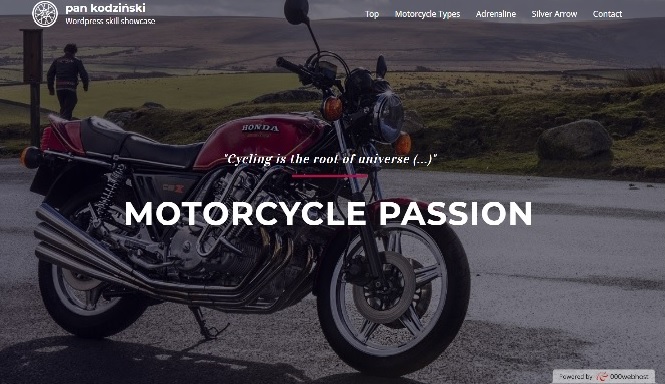 pan kodziński
Wordpress skill showcase
Top Motorcycle Types Adrenaline Silver Arrow Contact
HONDA
"Cycling is the root of universe (...)"
MOTORCYCLE PASSION
Powered by 000webhost